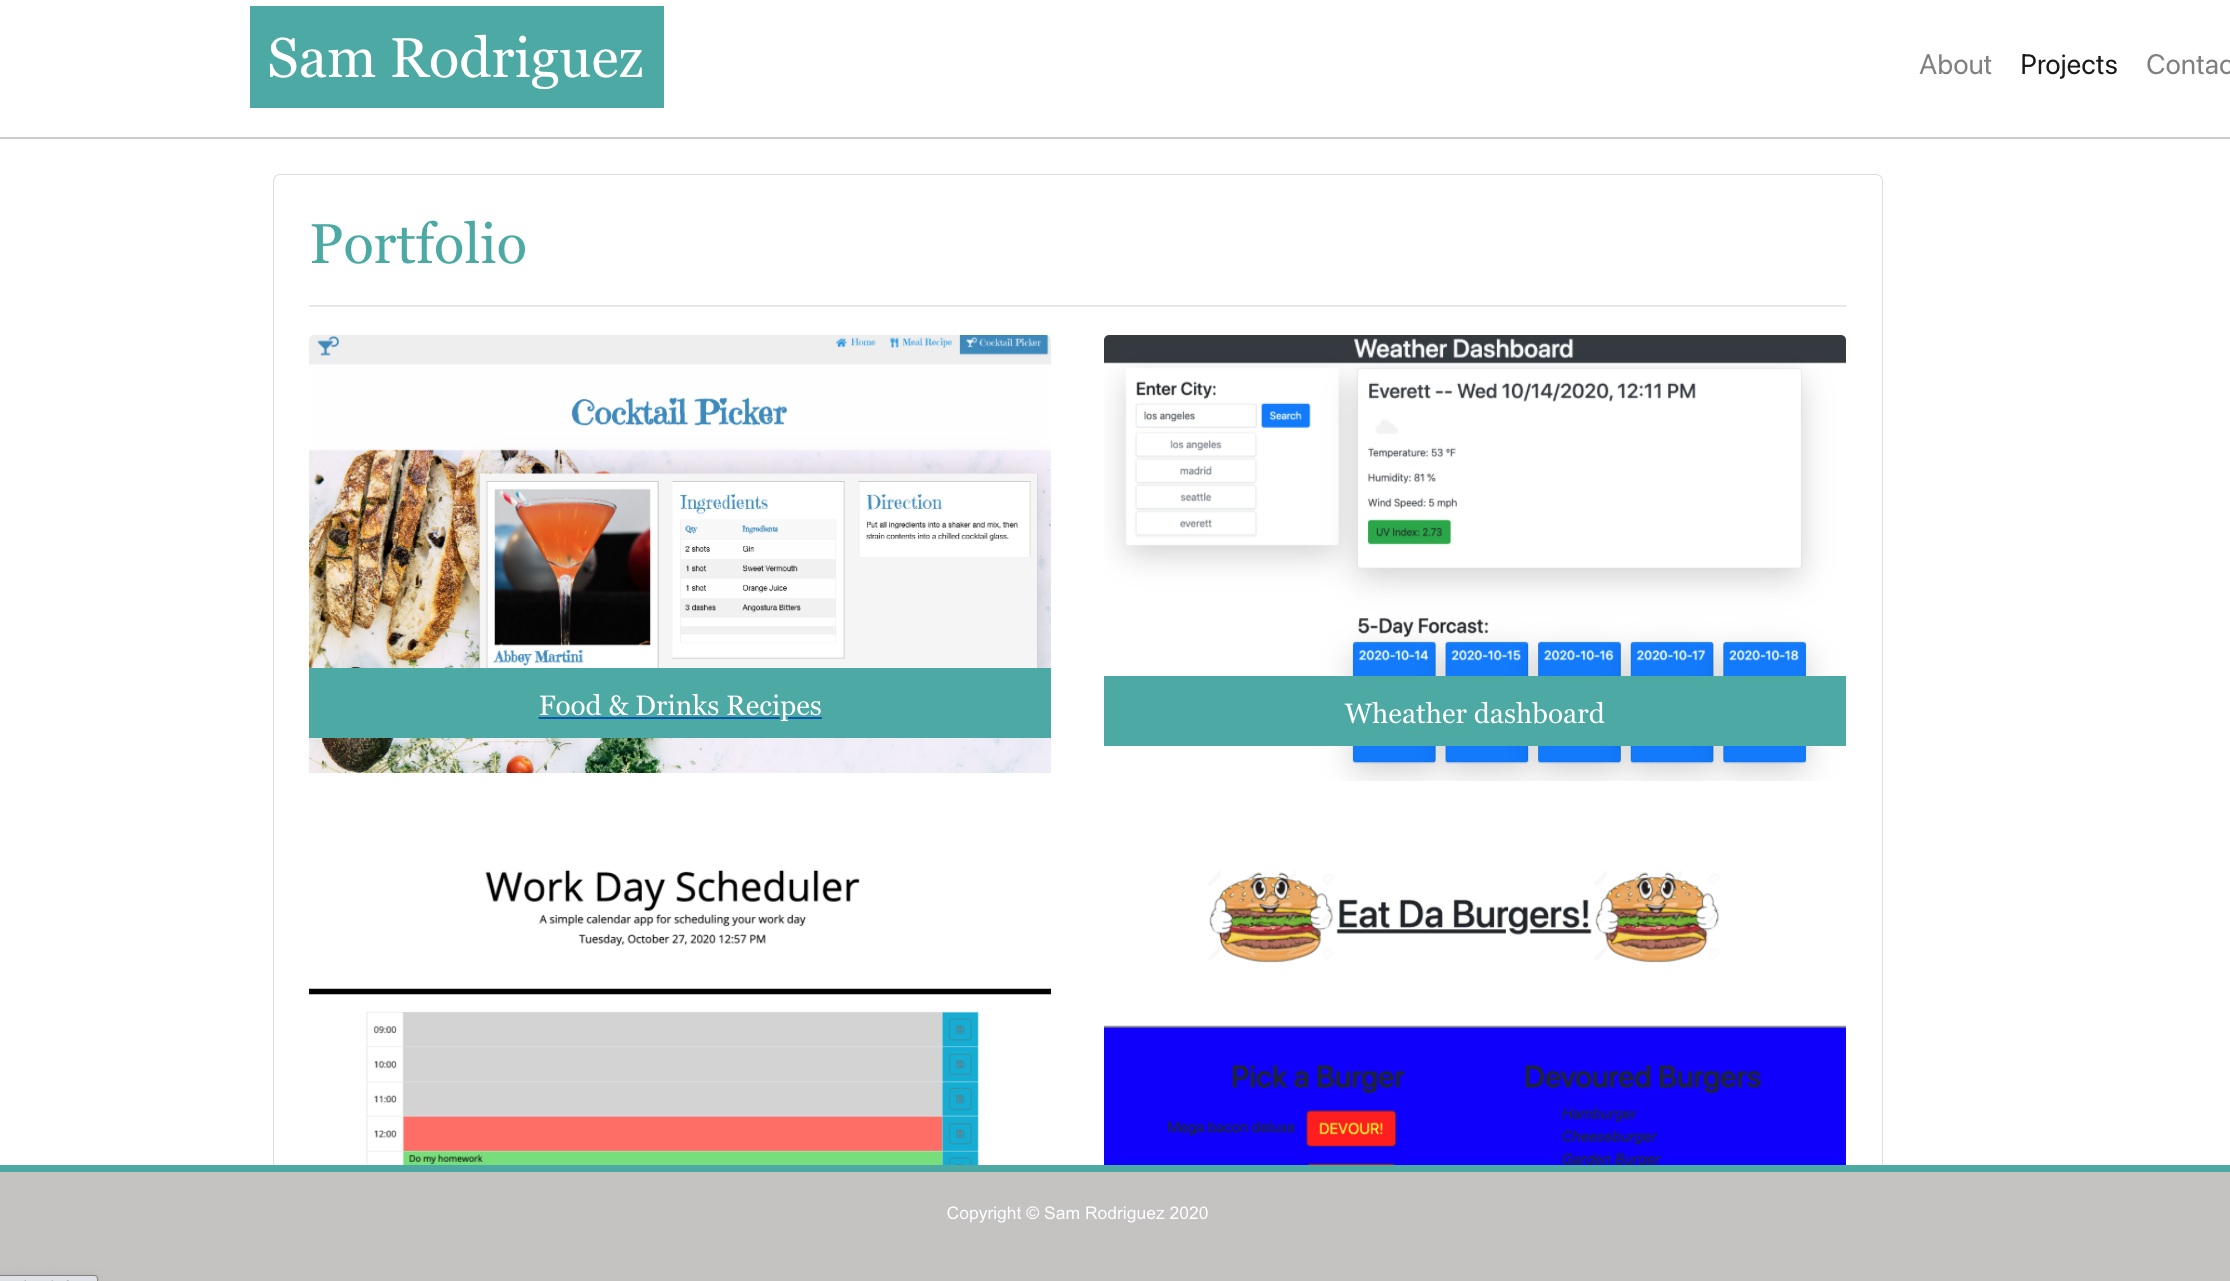 Sam Rodriguez
About Projects Contac
Portfolio
Home Meal Recipe Cocktail Picker
Cocktail Picker
Ingredients
Qty Ingredients
2 shots Gin
1 shot Sweet Vermouth
1 shot Orange Juice
3 dashes Angostura Bitters
Direction
Put all ingredients into a shaker and mix, then
strain contents into a chilled cocktail glass.
Abbey Martini
Food & Drinks Recipes
Weather Dashboard
Enter City:
los angeles Search
los angeles
madrid
seattle
everett
Everett -- Wed 10/14/2020, 12:11 PM
Temperature: 53 °F
Humidity: 81 %
Wind Speed: 5 mph
UV Index: 2.73
5-Day Forcast:
2020-10-14 2020-10-15 2020-10-16 2020-10-17 2020-10-18
Wheather dashboard
Work Day Scheduler
A simple calendar app for scheduling your work day
Tuesday, October 27, 2020 12:57 PM
09:00
10:00
11:00
12:00
Do my homework
Eat Da Burgers!
Pick a Burger
Mega bacon deluxe DEVOUR!
Devoured Burgers
Hamburger
Cheeseburger
Garden Burger
Copyright © Sam Rodriguez 2020